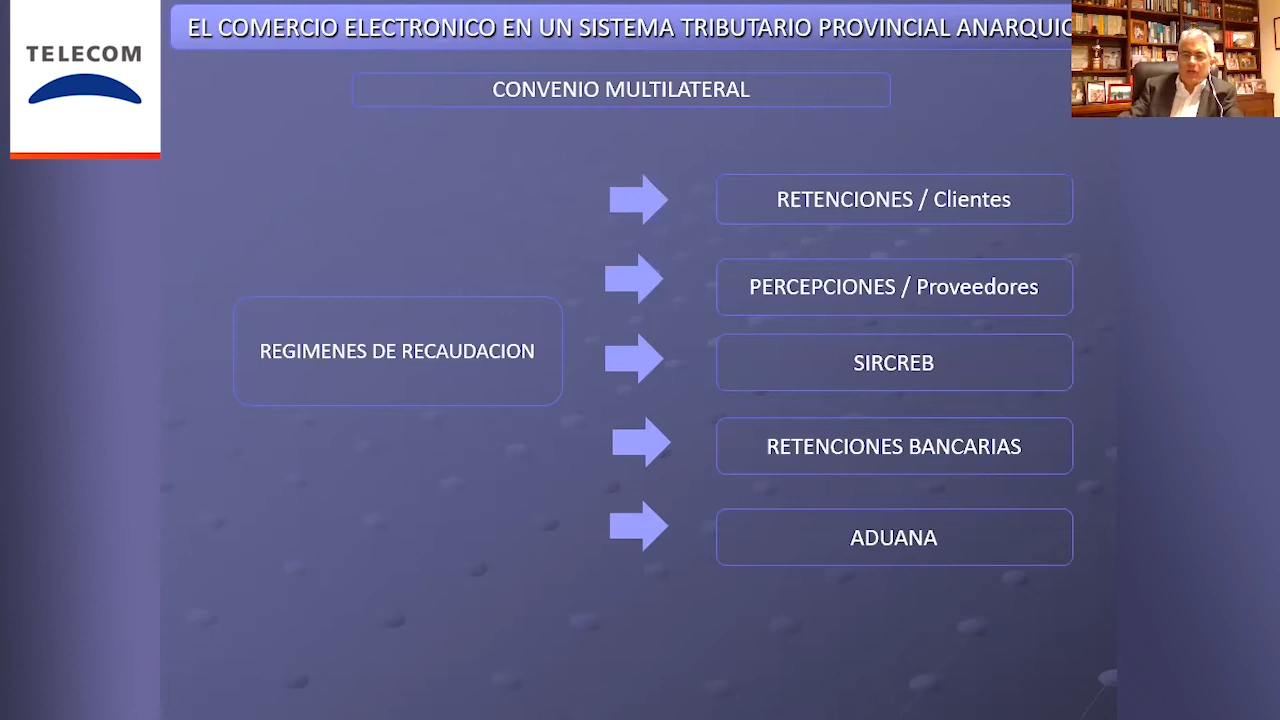 TELECOM
EL COMERCIO ELECTRONICO EN UN SISTEMA TRIBUTARIO PROVINCIAL
CONVENIO MULTILATERAL
RETENCIONES / Clientes
PERCEPCIONES / Proveedores
REGIMENES DE RECAUDACION
SIRCREB
RETENCIONES BANCARIAS
ADUANA